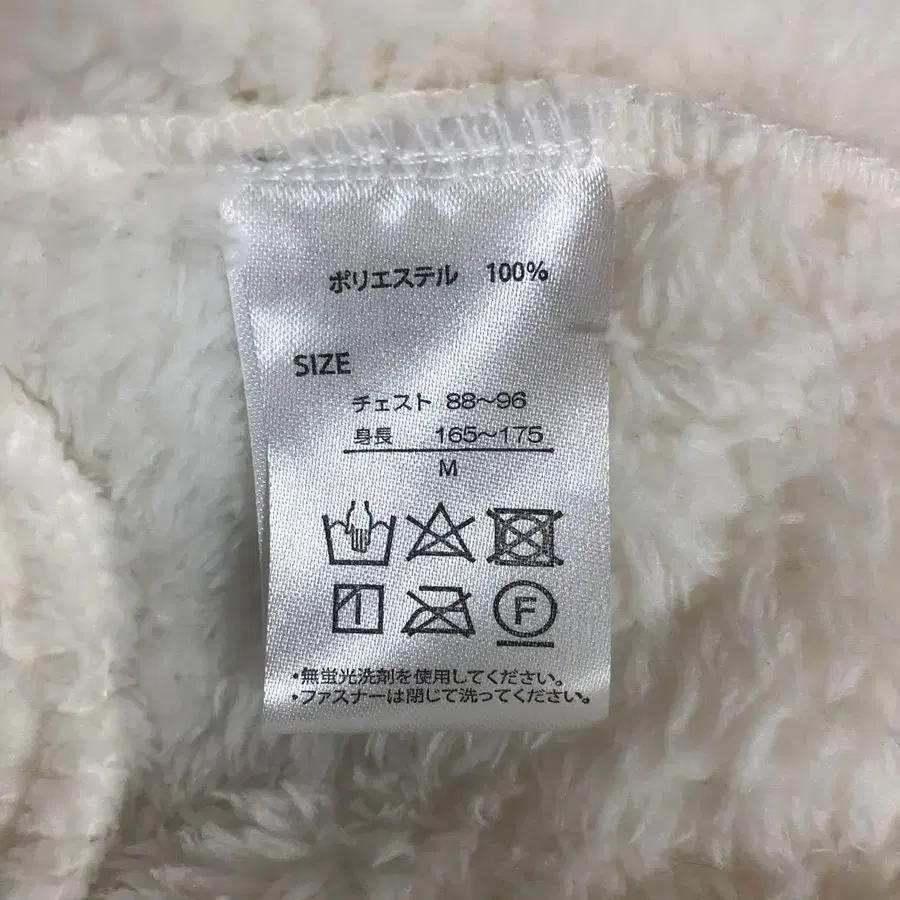 ポリエステル 100%
SIZE
チェスト 88～96
身長 165～175
M
F
・無蛍光洗剤を使用してください。
・ファスナーは閉じて洗ってください。